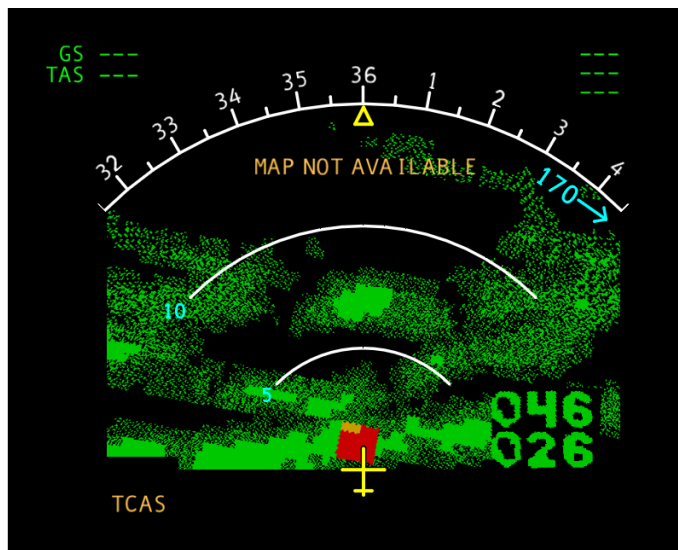 GS ---
TAS ---
---
---
---
32 33 34 35 36 1 2 3 4
MAP NOT AVAILABLE
170
10
5
046
026
TCAS